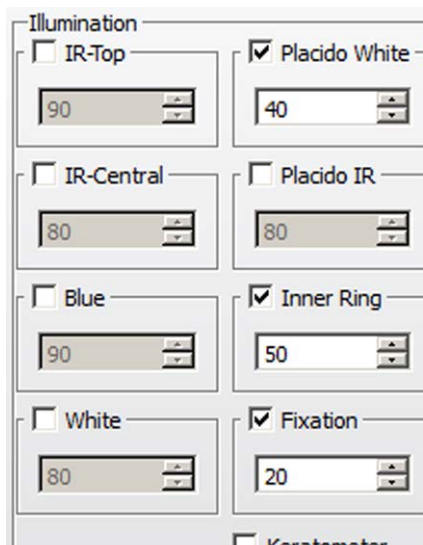 Illumination
IR-Top
Placido White
90
40
IR-Central
Placido IR
80
80
Blue
Inner Ring
90
50
White
Fixation
80
20